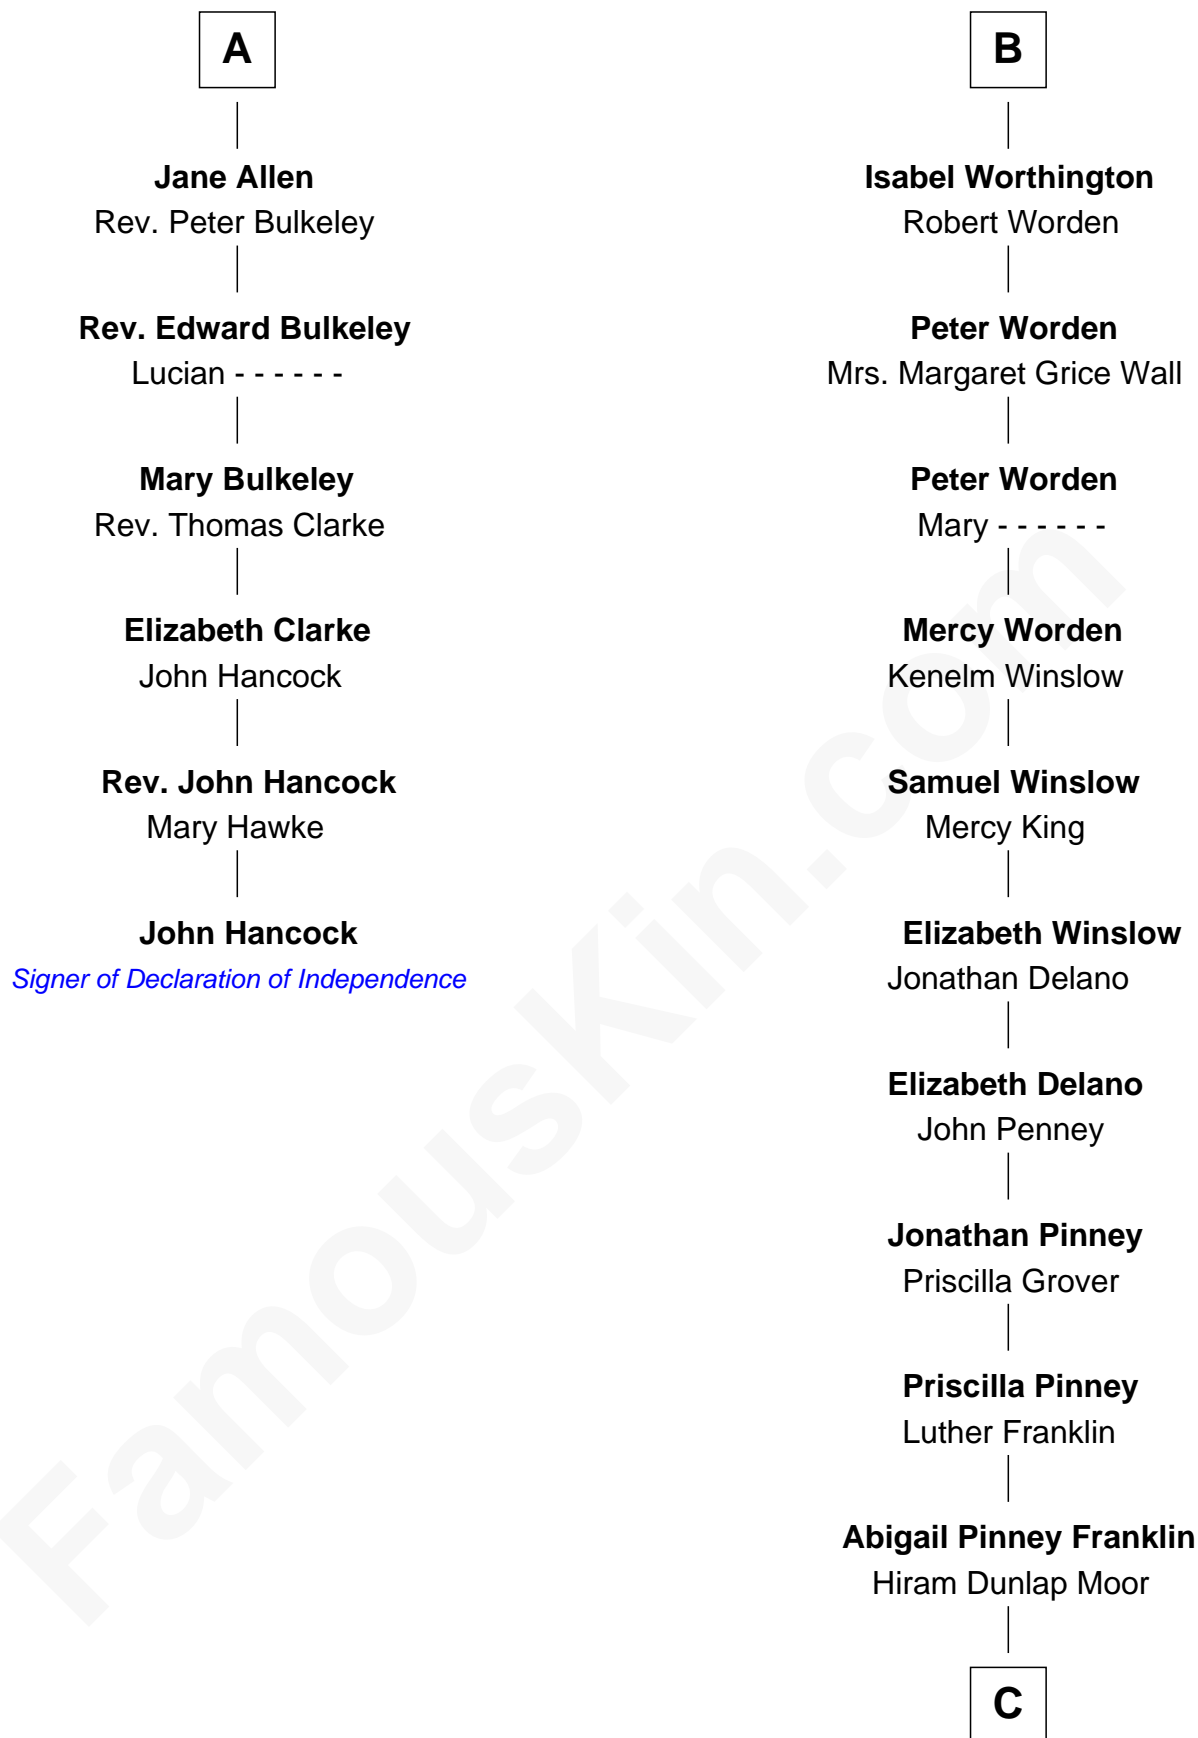 A
Jane Allen
Rev. Peter Bulkeley
Rev. Edward Bulkeley
Lucian - - - - - -
Mary Bulkeley
Rev. Thomas Clarke
Elizabeth Clarke
John Hancock
Rev. John Hancock
Mary Hawke
John Hancock
Signer of Declaration of Independence
B
Isabel Worthington
Robert Worden
Peter Worden
Mrs. Margaret Grice Wall
Peter Worden
Mary - - - - - -
Mercy Worden
Kenelm Winslow
Samuel Winslow
Mercy King
Elizabeth Winslow
Jonathan Delano
Elizabeth Delano
John Penney
Jonathan Pinney
Priscilla Grover
Priscilla Pinney
Luther Franklin
Abigail Pinney Franklin
Hiram Dunlap Moor
C
FamousKin.com